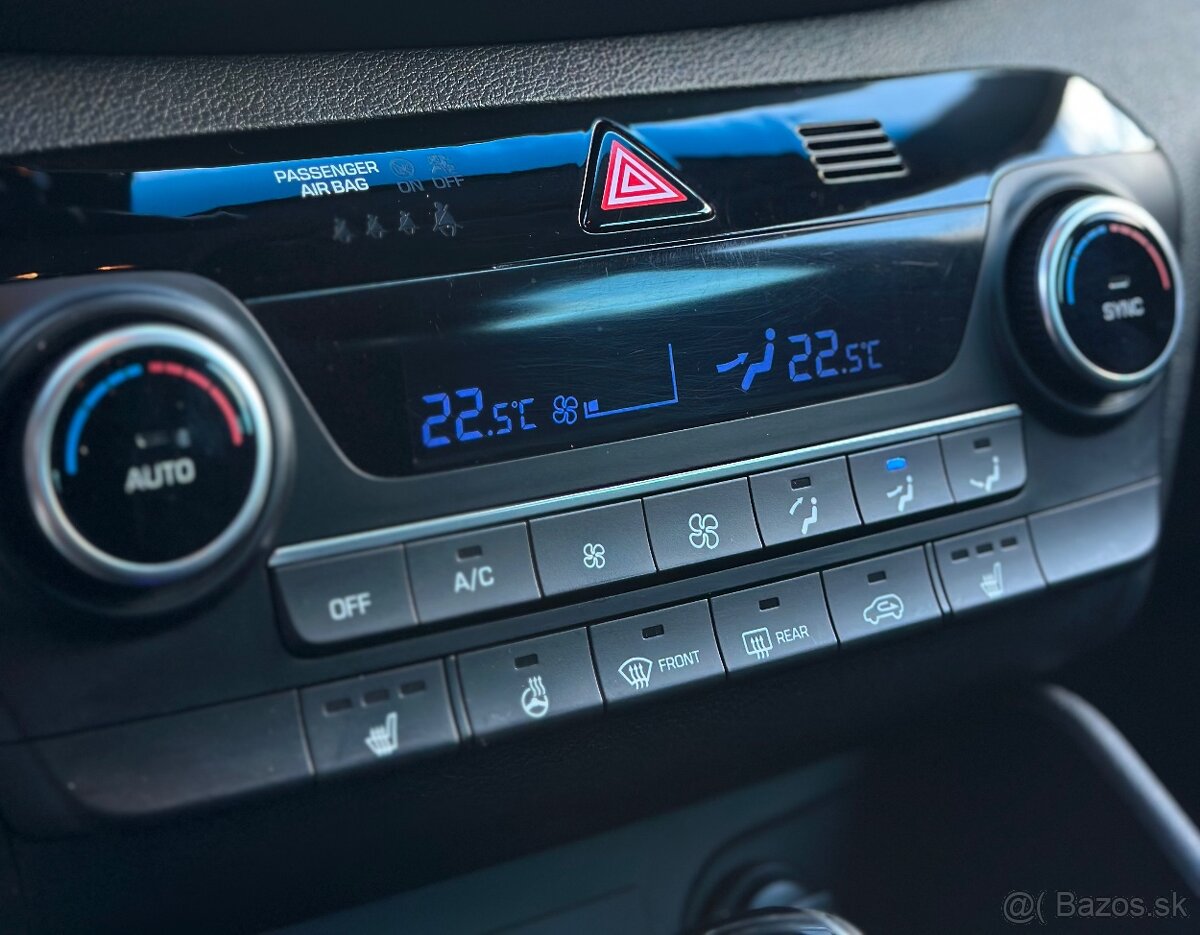 PASSENGER
AIR BAG ON OFF
22.5°C 22.5°C
AUTO
SYNC
OFF
A/C
FRONT
REAR
@( Bazos.sk